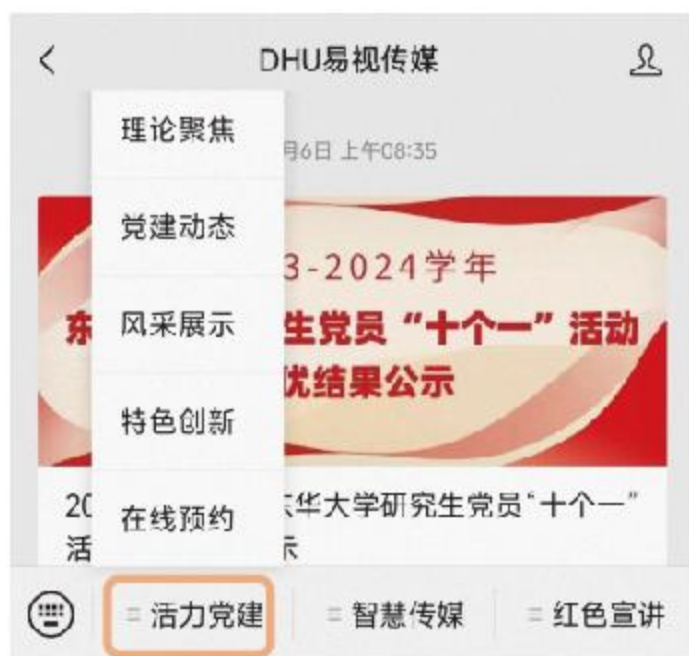 DHU易视传媒
理论聚焦
月6日 上午08:35
党建动态
3-2024学年
风采展示
东
生党员“十个一”活动
优结果公示
特色创新
20
东华大学研究生党员“十个一”
在线预约
活
示
活力党建
智慧传媒
红色宣讲